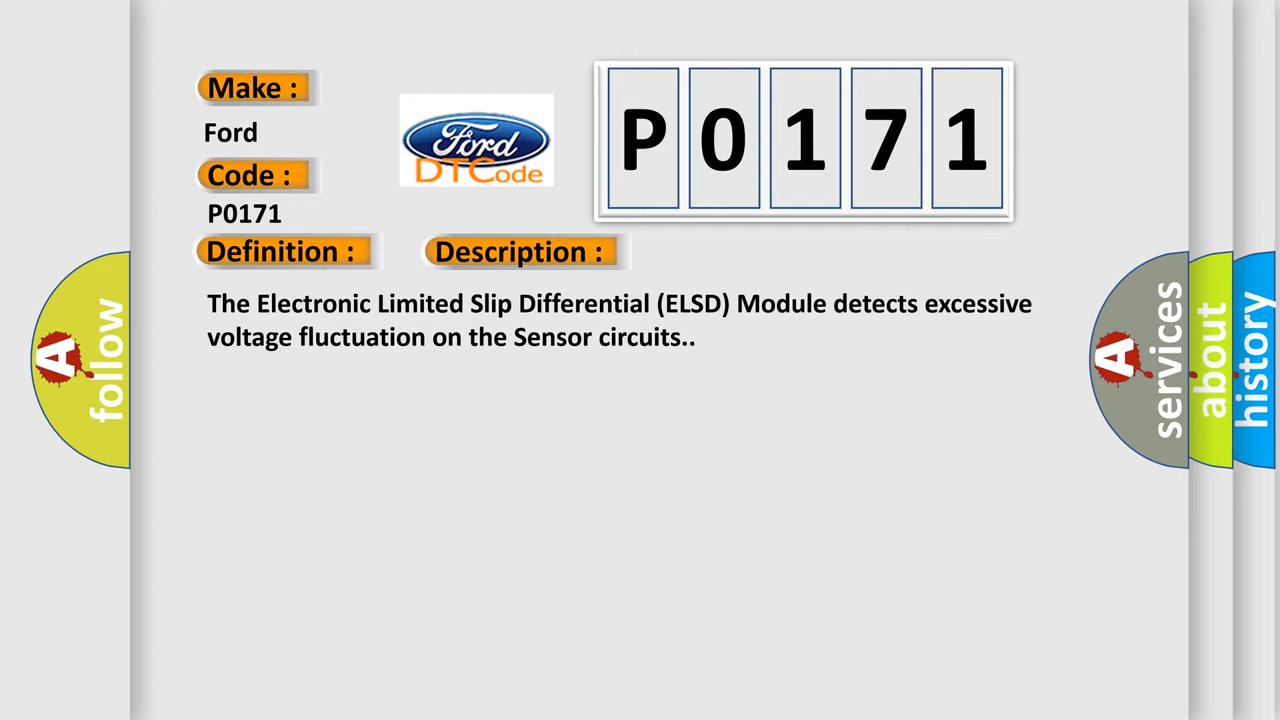 Make :
Ford
Code :
P0171
Definition :
Description :
The Electronic Limited Slip Differential (ELSD) Module detects excessive
voltage fluctuation on the Sensor circuits..
Ford
DTCode
P 0 1 7 1
A
follow
A
services
about
history